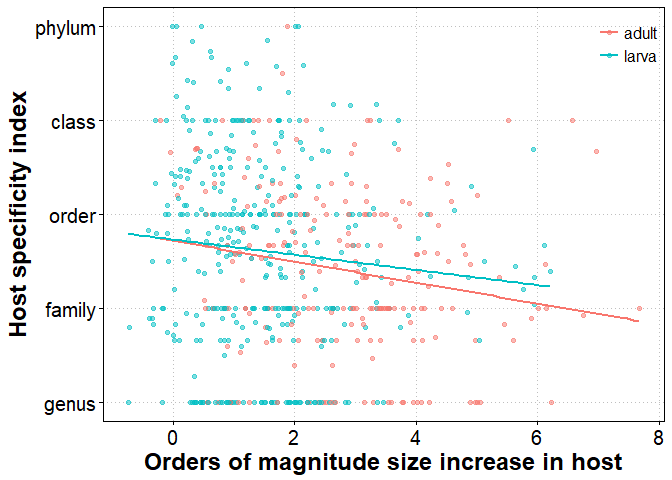 phylum
class
order
family
genus
Host specificity index
adult
larva
0 2 4 6 8
Orders of magnitude size increase in host